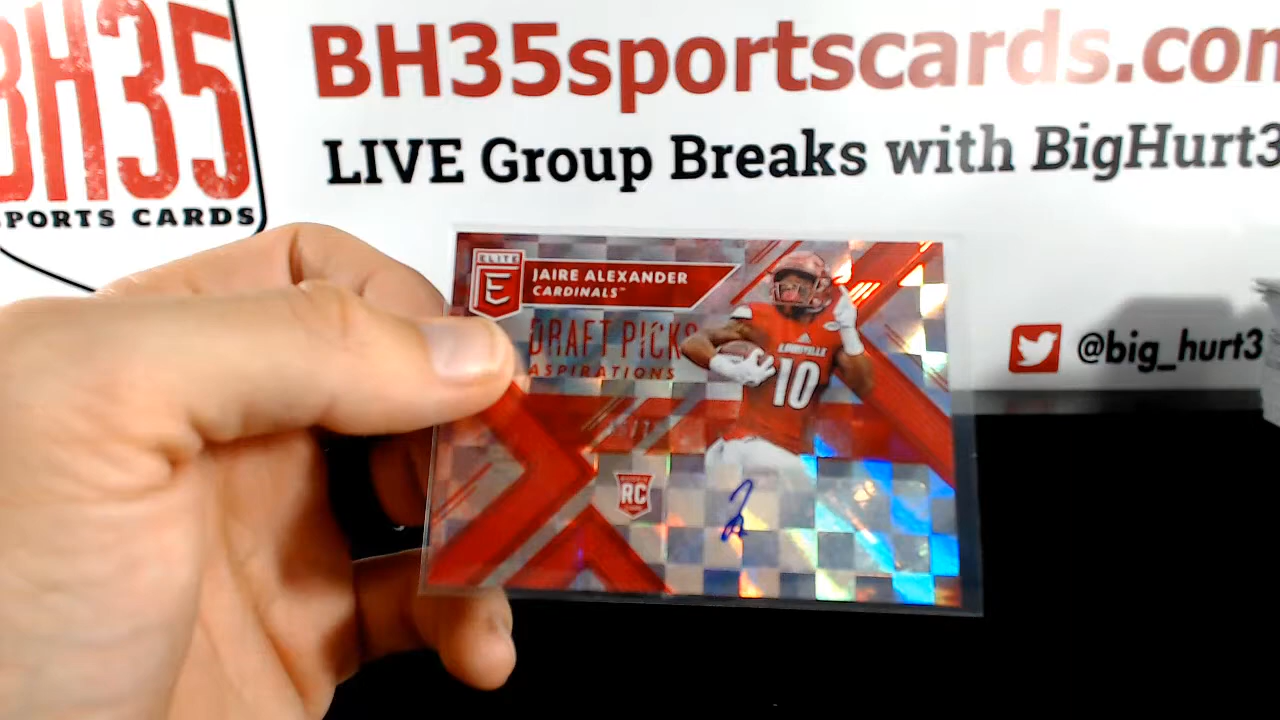 BH35
SPORTS CARDS
BH35sportscards.com
LIVE Group Breaks with BigHurt3
@big_hurt3
ELITE
E
JAIRE ALEXANDER
CARDINALS™
DRAFT PICKS
ASPIRATIONS
LOUISVILLE
10
RC